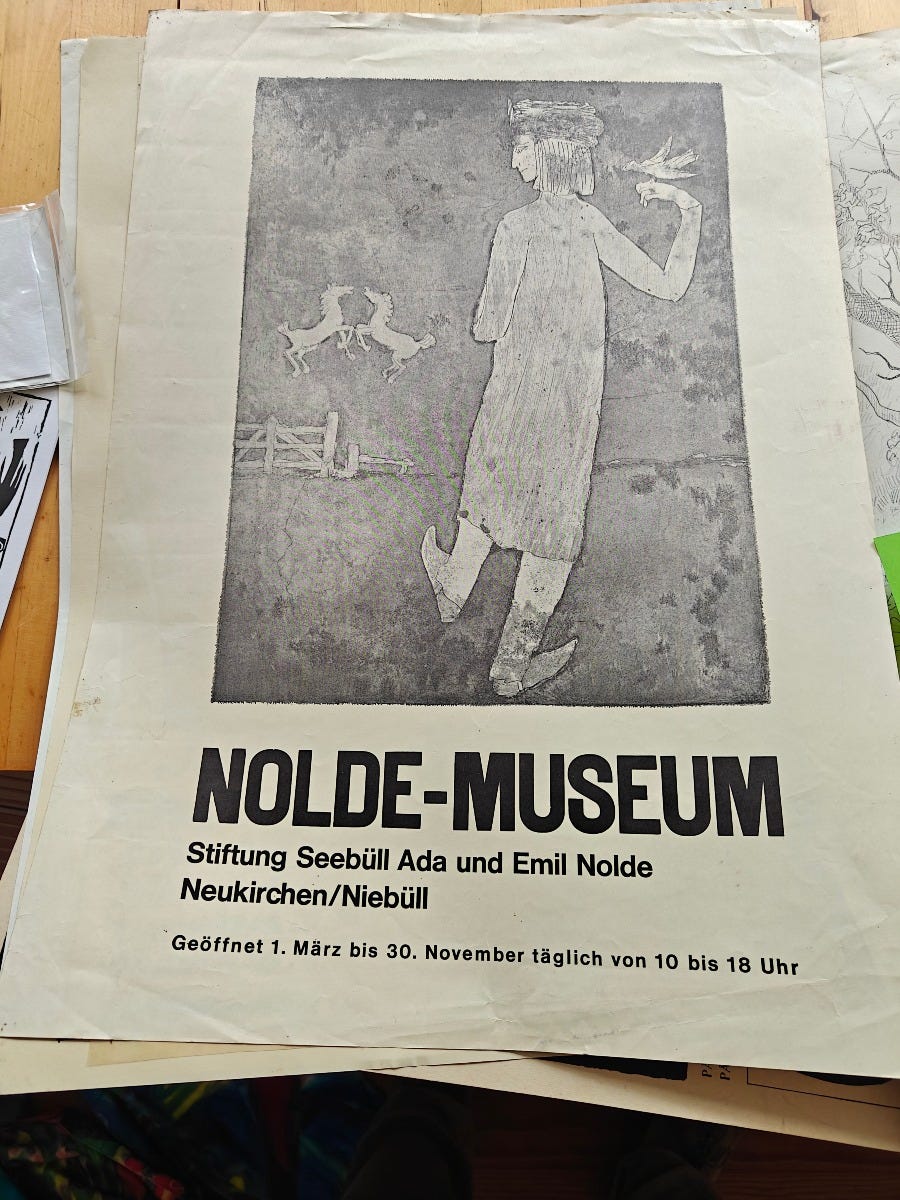 NOLDE-MUSEUM
Stiftung Seebüll Ada und Emil Nolde
Neukirchen/Niebüll
Geöffnet 1. März bis 30. November täglich von 10 bis 18 Uhr